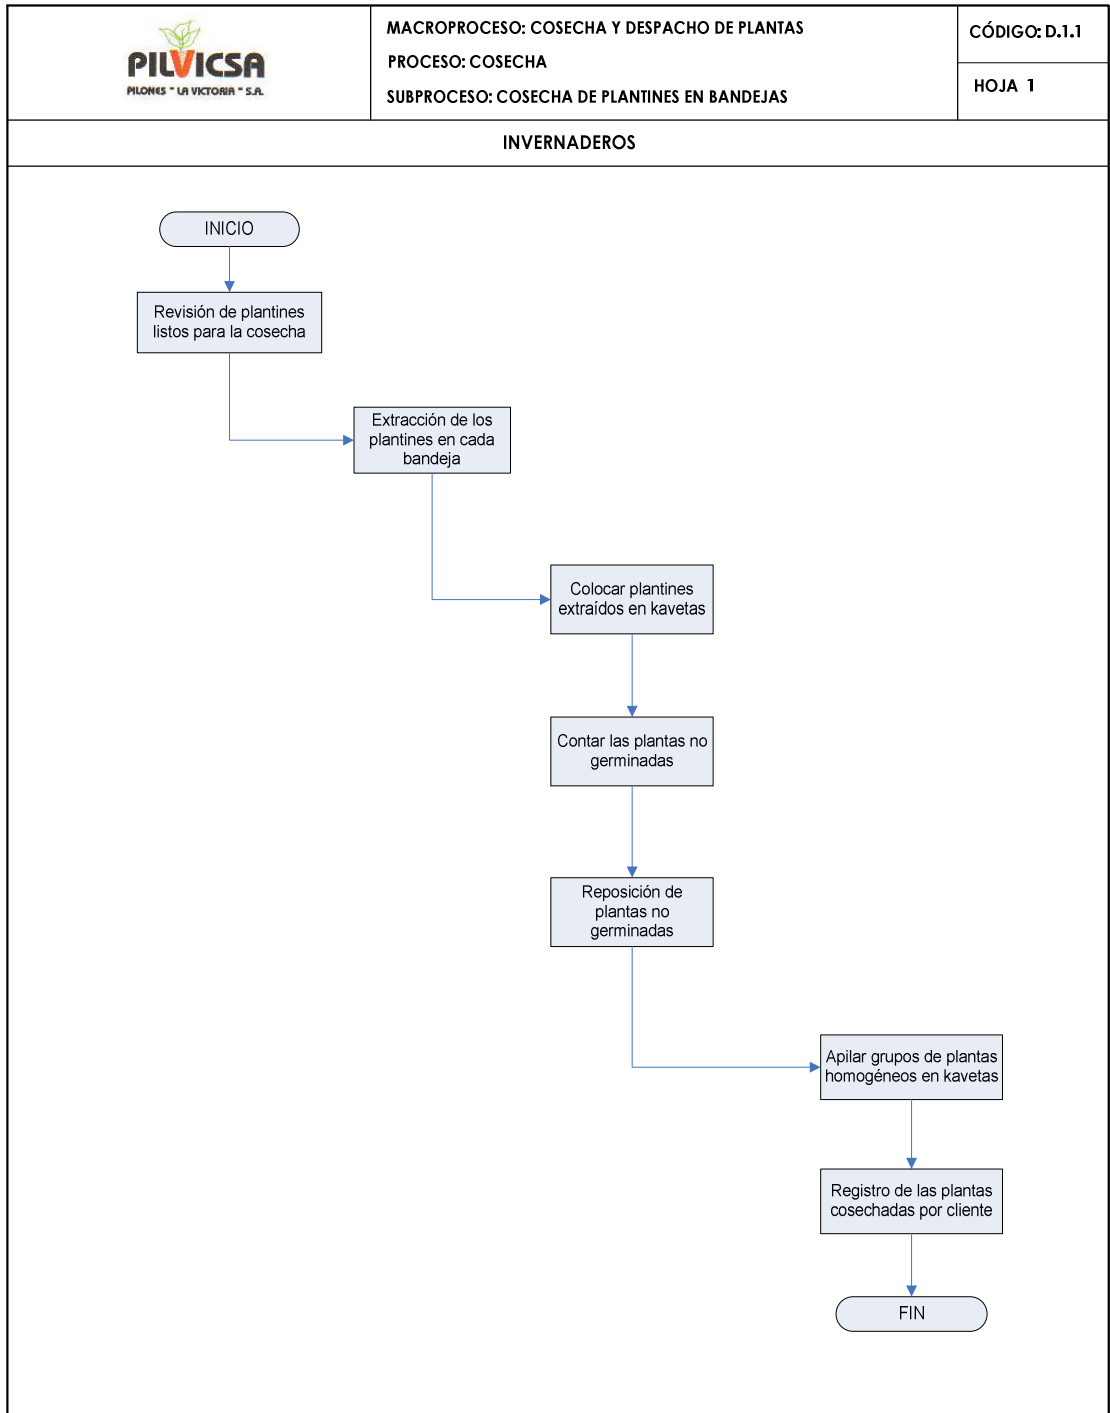 PILVICSA
PILONES " LA VICTORIA " S.A.
MACROPROCESO: COSECHA Y DESPACHO DE PLANTAS
PROCESO: COSECHA
SUBPROCESO: COSECHA DE PLANTINES EN BANDEJAS
CÓDIGO: D.1.1
HOJA 1
INVERNADEROS
INICIO
Revisión de plantines
listos para la cosecha
Extracción de los
plantines en cada
bandeja
Colocar plantines
extraídos en kavetas
Contar las plantas no
germinadas
Reposición de
plantas no
germinadas
Apilar grupos de plantas
homogéneos en kavetas
Registro de las plantas
cosechadas por cliente
FIN